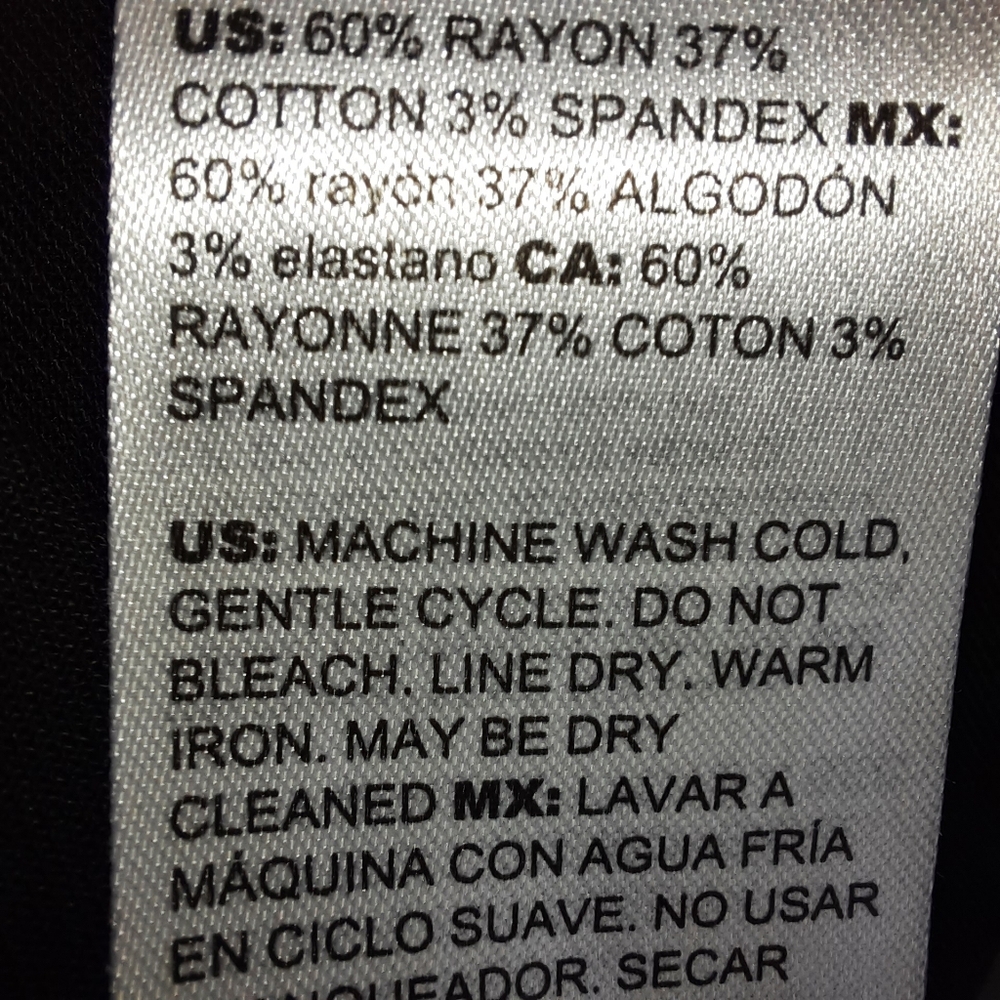 US: 60% RAYON 37%
COTTON 3% SPANDEX MX:
60% rayón 37% ALGODÓN
3% elastano CA: 60%
RAYONNE 37% COTON 3%
SPANDEX
US: MACHINE WASH COLD,
GENTLE CYCLE. DO NOT
BLEACH. LINE DRY. WARM
IRON. MAY BE DRY
CLEANED MX: LAVAR A
MÁQUINA CON AGUA FRÍA
EN CICLO SUAVE. NO USAR
SECAR